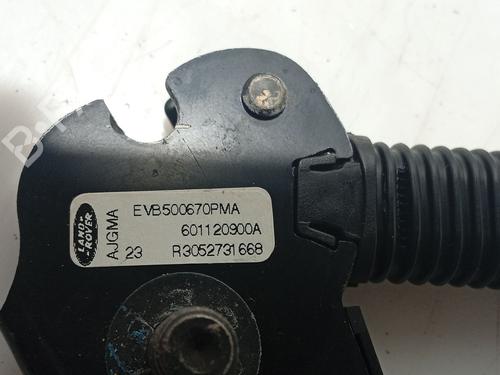 LAND
ROVER
AJGMA
23
EVB500670PMA
601120900A
R3052731668